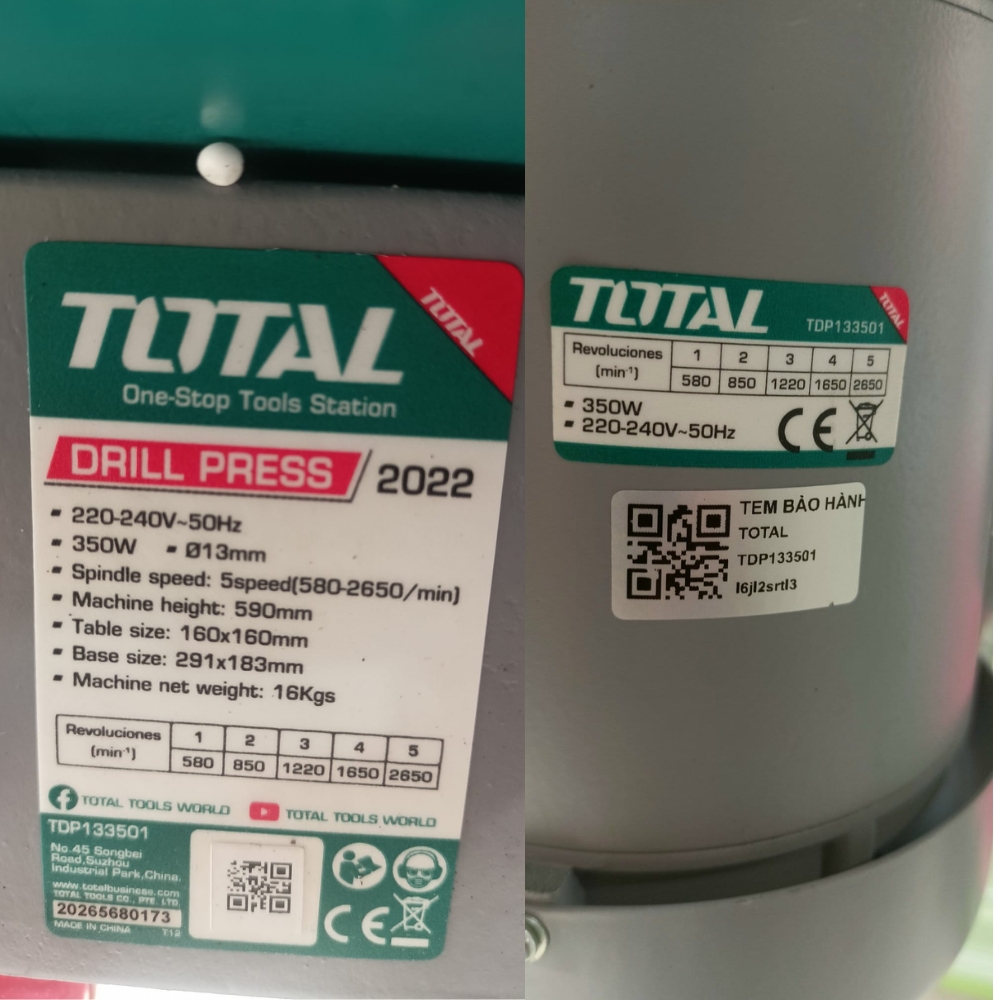 TOTAL
TOTAL
One-Stop Tools Station
DRILL PRESS 2022
220-240V~50Hz
350W Ø13mm
Spindle speed: 5speed(580-2650/min)
Machine height: 590mm
Table size: 160x160mm
Base size: 291x183mm
Machine net weight: 16Kgs
Revoluciones (min⁻¹) 1 2 3 4 5
580 850 1220 1650 2650
TOTAL TOOLS WORLD TOTAL TOOLS WORLD
TDP133501
No.45 Songbei
Road,Suzhou
Industrial Park,China.
www.totalbusiness.com
TOTAL TOOLS CO., PTE. LTD.
20265680173
MADE IN CHINA T12
CE
TOTAL TDP133501
TOTAL
Revoluciones (min⁻¹) 1 2 3 4 5
580 850 1220 1650 2650
350W
220-240V~50Hz
CE
TEM BẢO HÀNH
TOTAL
TDP133501
l6jl2srtl3